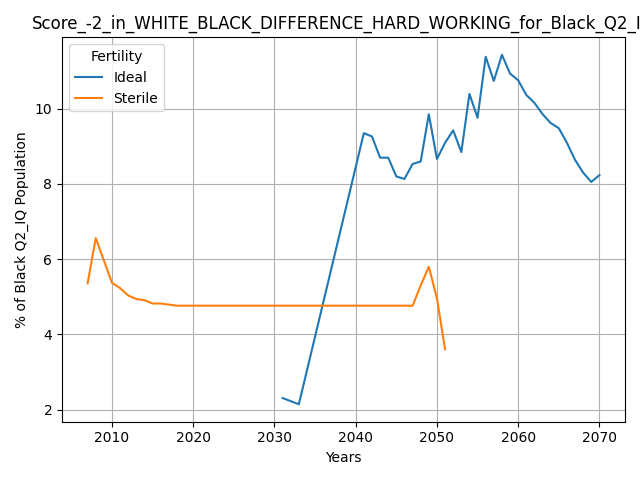 Score_-2_in_WHITE_BLACK_DIFFERENCE_HARD_WORKING_for_Black_Q2_I
Fertility
Ideal
Sterile
% of Black Q2_IQ Population
10
8
6
4
2
2010 2020 2030 2040 2050 2060 2070
Years